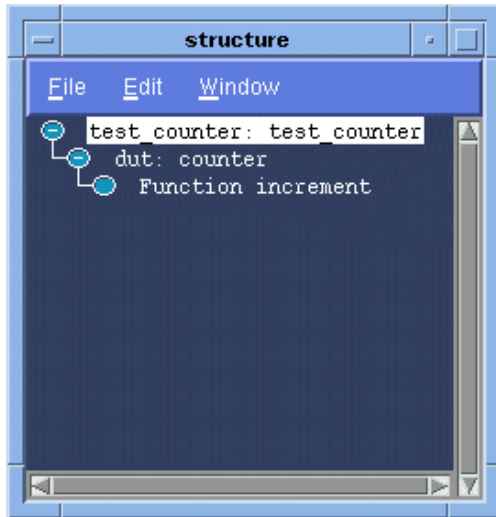 structure
File Edit Window
test_counter: test_counter
dut: counter
Function increment